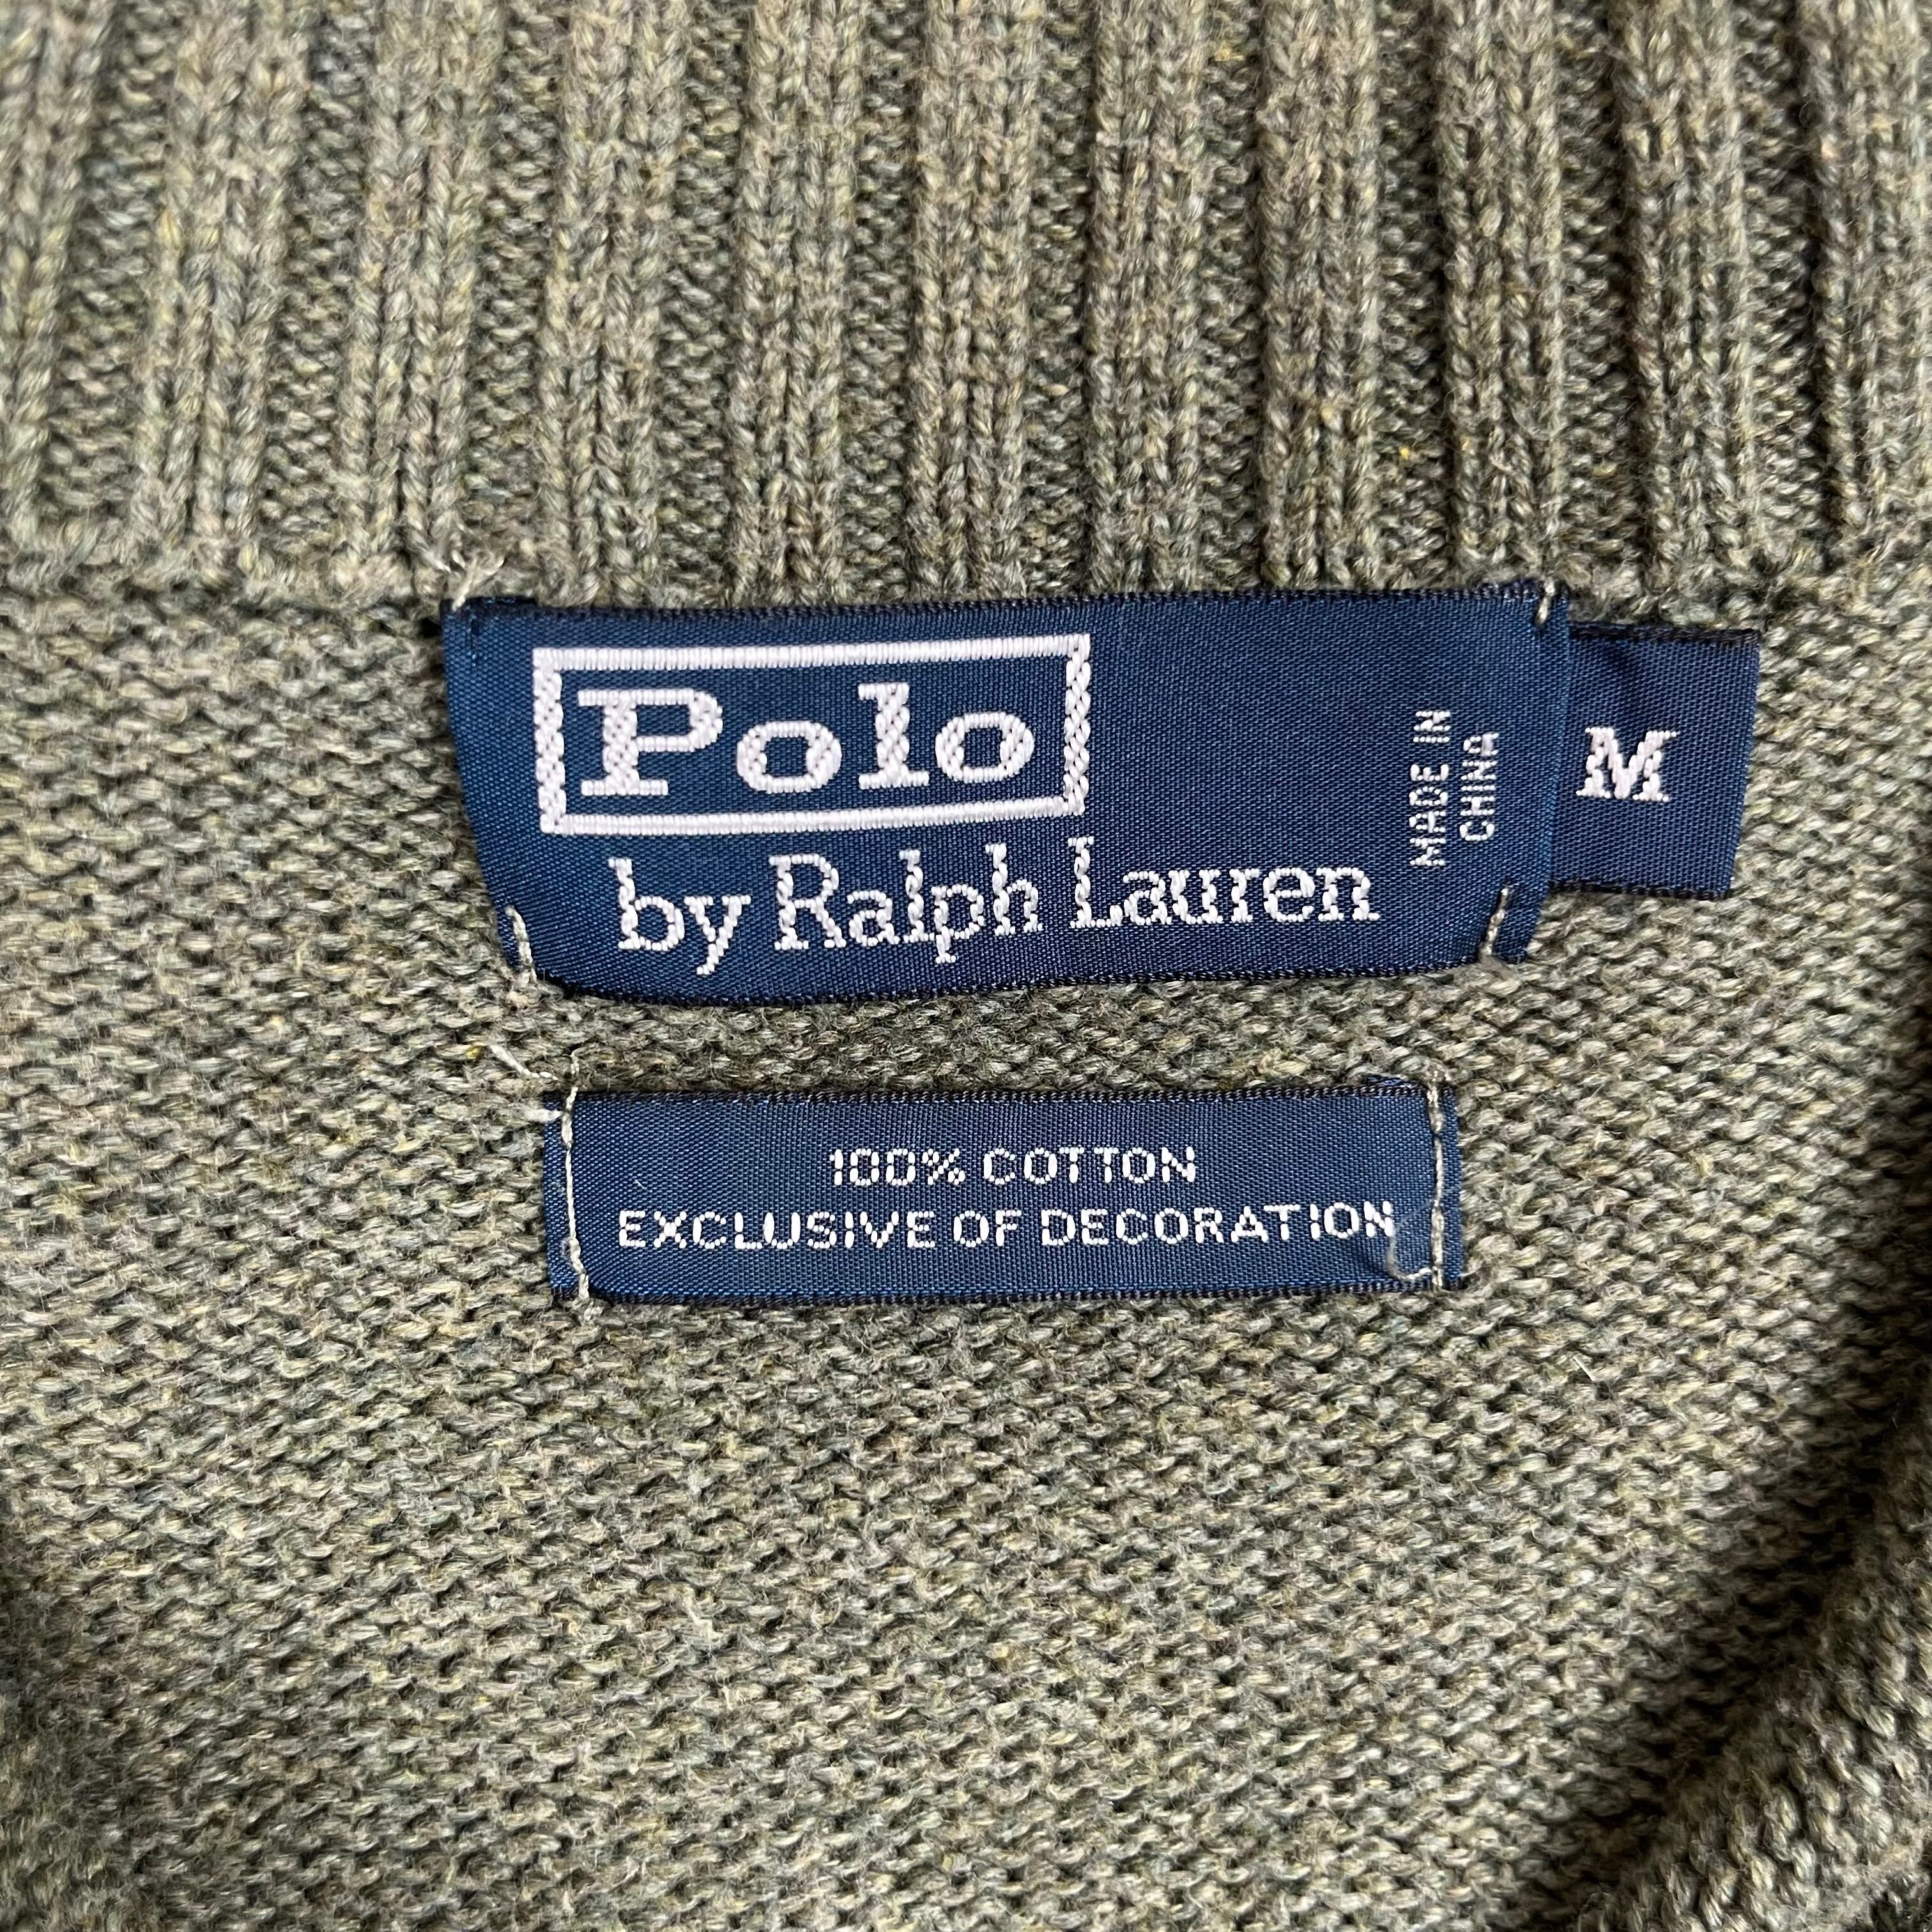 Polo
by Ralph Lauren
MADE IN
CHINA
M
100% COTTON
EXCLUSIVE OF DECORATION